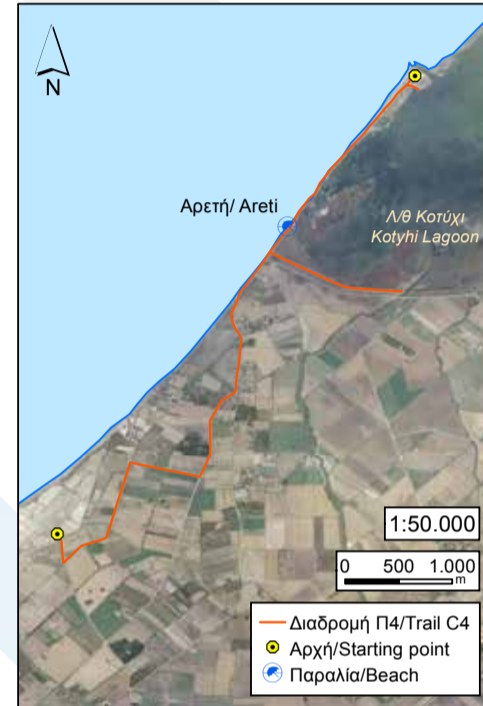 N
Αρετή/ Areti
Λ/θ Κοτύχι
Kotyhi Lagoon
1:50.000
0 500 1.000
m
Διαδρομή Π4/Trail C4
Αρχή/Starting point
Παραλία/Beach